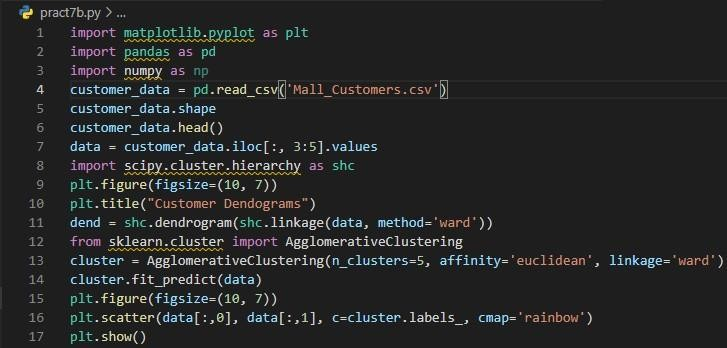 pract7b.py > ...
1 import matplotlib.pyplot as plt
2 import pandas as pd
3 import numpy as np
4 customer_data = pd.read_csv('Mall_Customers.csv')
5 customer_data.shape
6 customer_data.head()
7 data = customer_data.iloc[:, 3:5].values
8 import scipy.cluster.hierarchy as shc
9 plt.figure(figsize=(10, 7))
10 plt.title("Customer Dendograms")
11 dend = shc.dendrogram(shc.linkage(data, method='ward'))
12 from sklearn.cluster import AgglomerativeClustering
13 cluster = AgglomerativeClustering(n_clusters=5, affinity='euclidean', linkage='ward')
14 cluster.fit_predict(data)
15 plt.figure(figsize=(10, 7))
16 plt.scatter(data[:,0], data[:,1], c=cluster.labels_, cmap='rainbow')
17 plt.show()